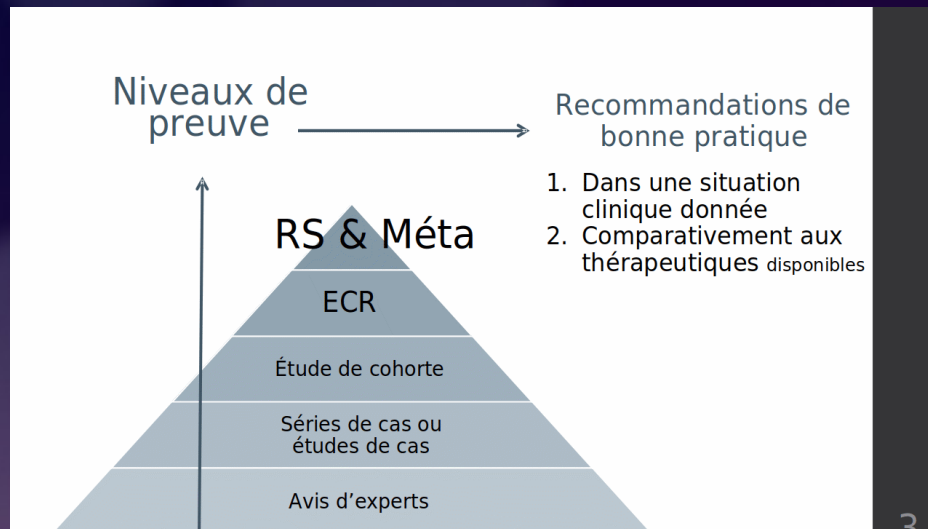 Niveaux de
preuve
Recommandations de
bonne pratique
1. Dans une situation
clinique donnée
2. Comparativement aux
thérapeutiques disponibles
RS & Méta
ECR
Étude de cohorte
Séries de cas ou
études de cas
Avis d’experts
3